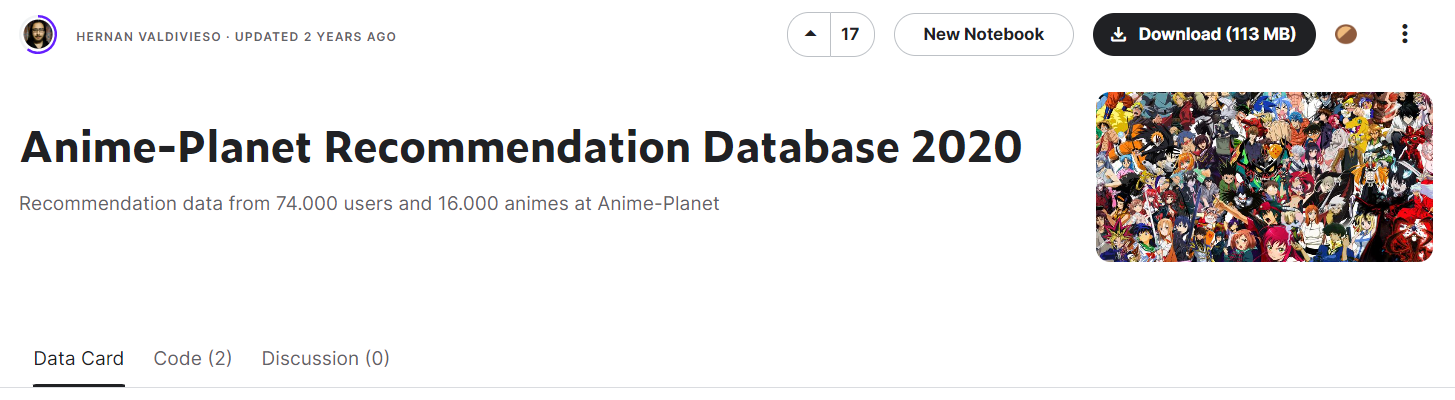 HERNAN VALDIVIESO · UPDATED 2 YEARS AGO
17
New Notebook
Download (113 MB)
Anime-Planet Recommendation Database 2020
Recommendation data from 74.000 users and 16.000 animes at Anime-Planet
Data Card
Code (2)
Discussion (0)